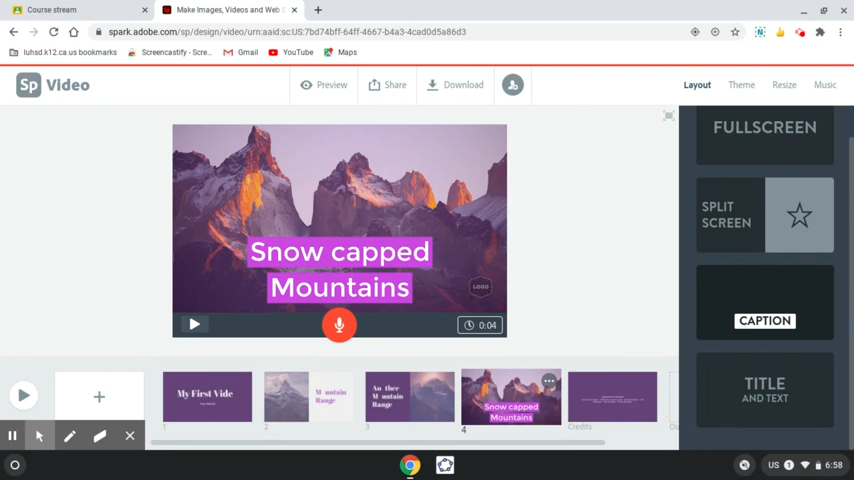 Course stream
Make Images, Videos and Web S
spark.adobe.com/sp/design/video/urn:aaid:sc:US:7bd74bff-64ff-4667-b4a3-4cad0d5a86d3
luhsd.k12.ca.us bookmarks
Screencastify - Scre...
Gmail
YouTube
Maps
Sp Video
Preview
Share
Download
Layout
Theme
Resize
Music
FULLSCREEN
SPLIT
SCREEN
CAPTION
TITLE
AND TEXT
Snow capped
Mountains
LOGO
0:04
My First Vide
M untain
Range
An ther
M untain
Range
Snow capped
Mountains
1
2
3
4
Credits
US
1
6:58